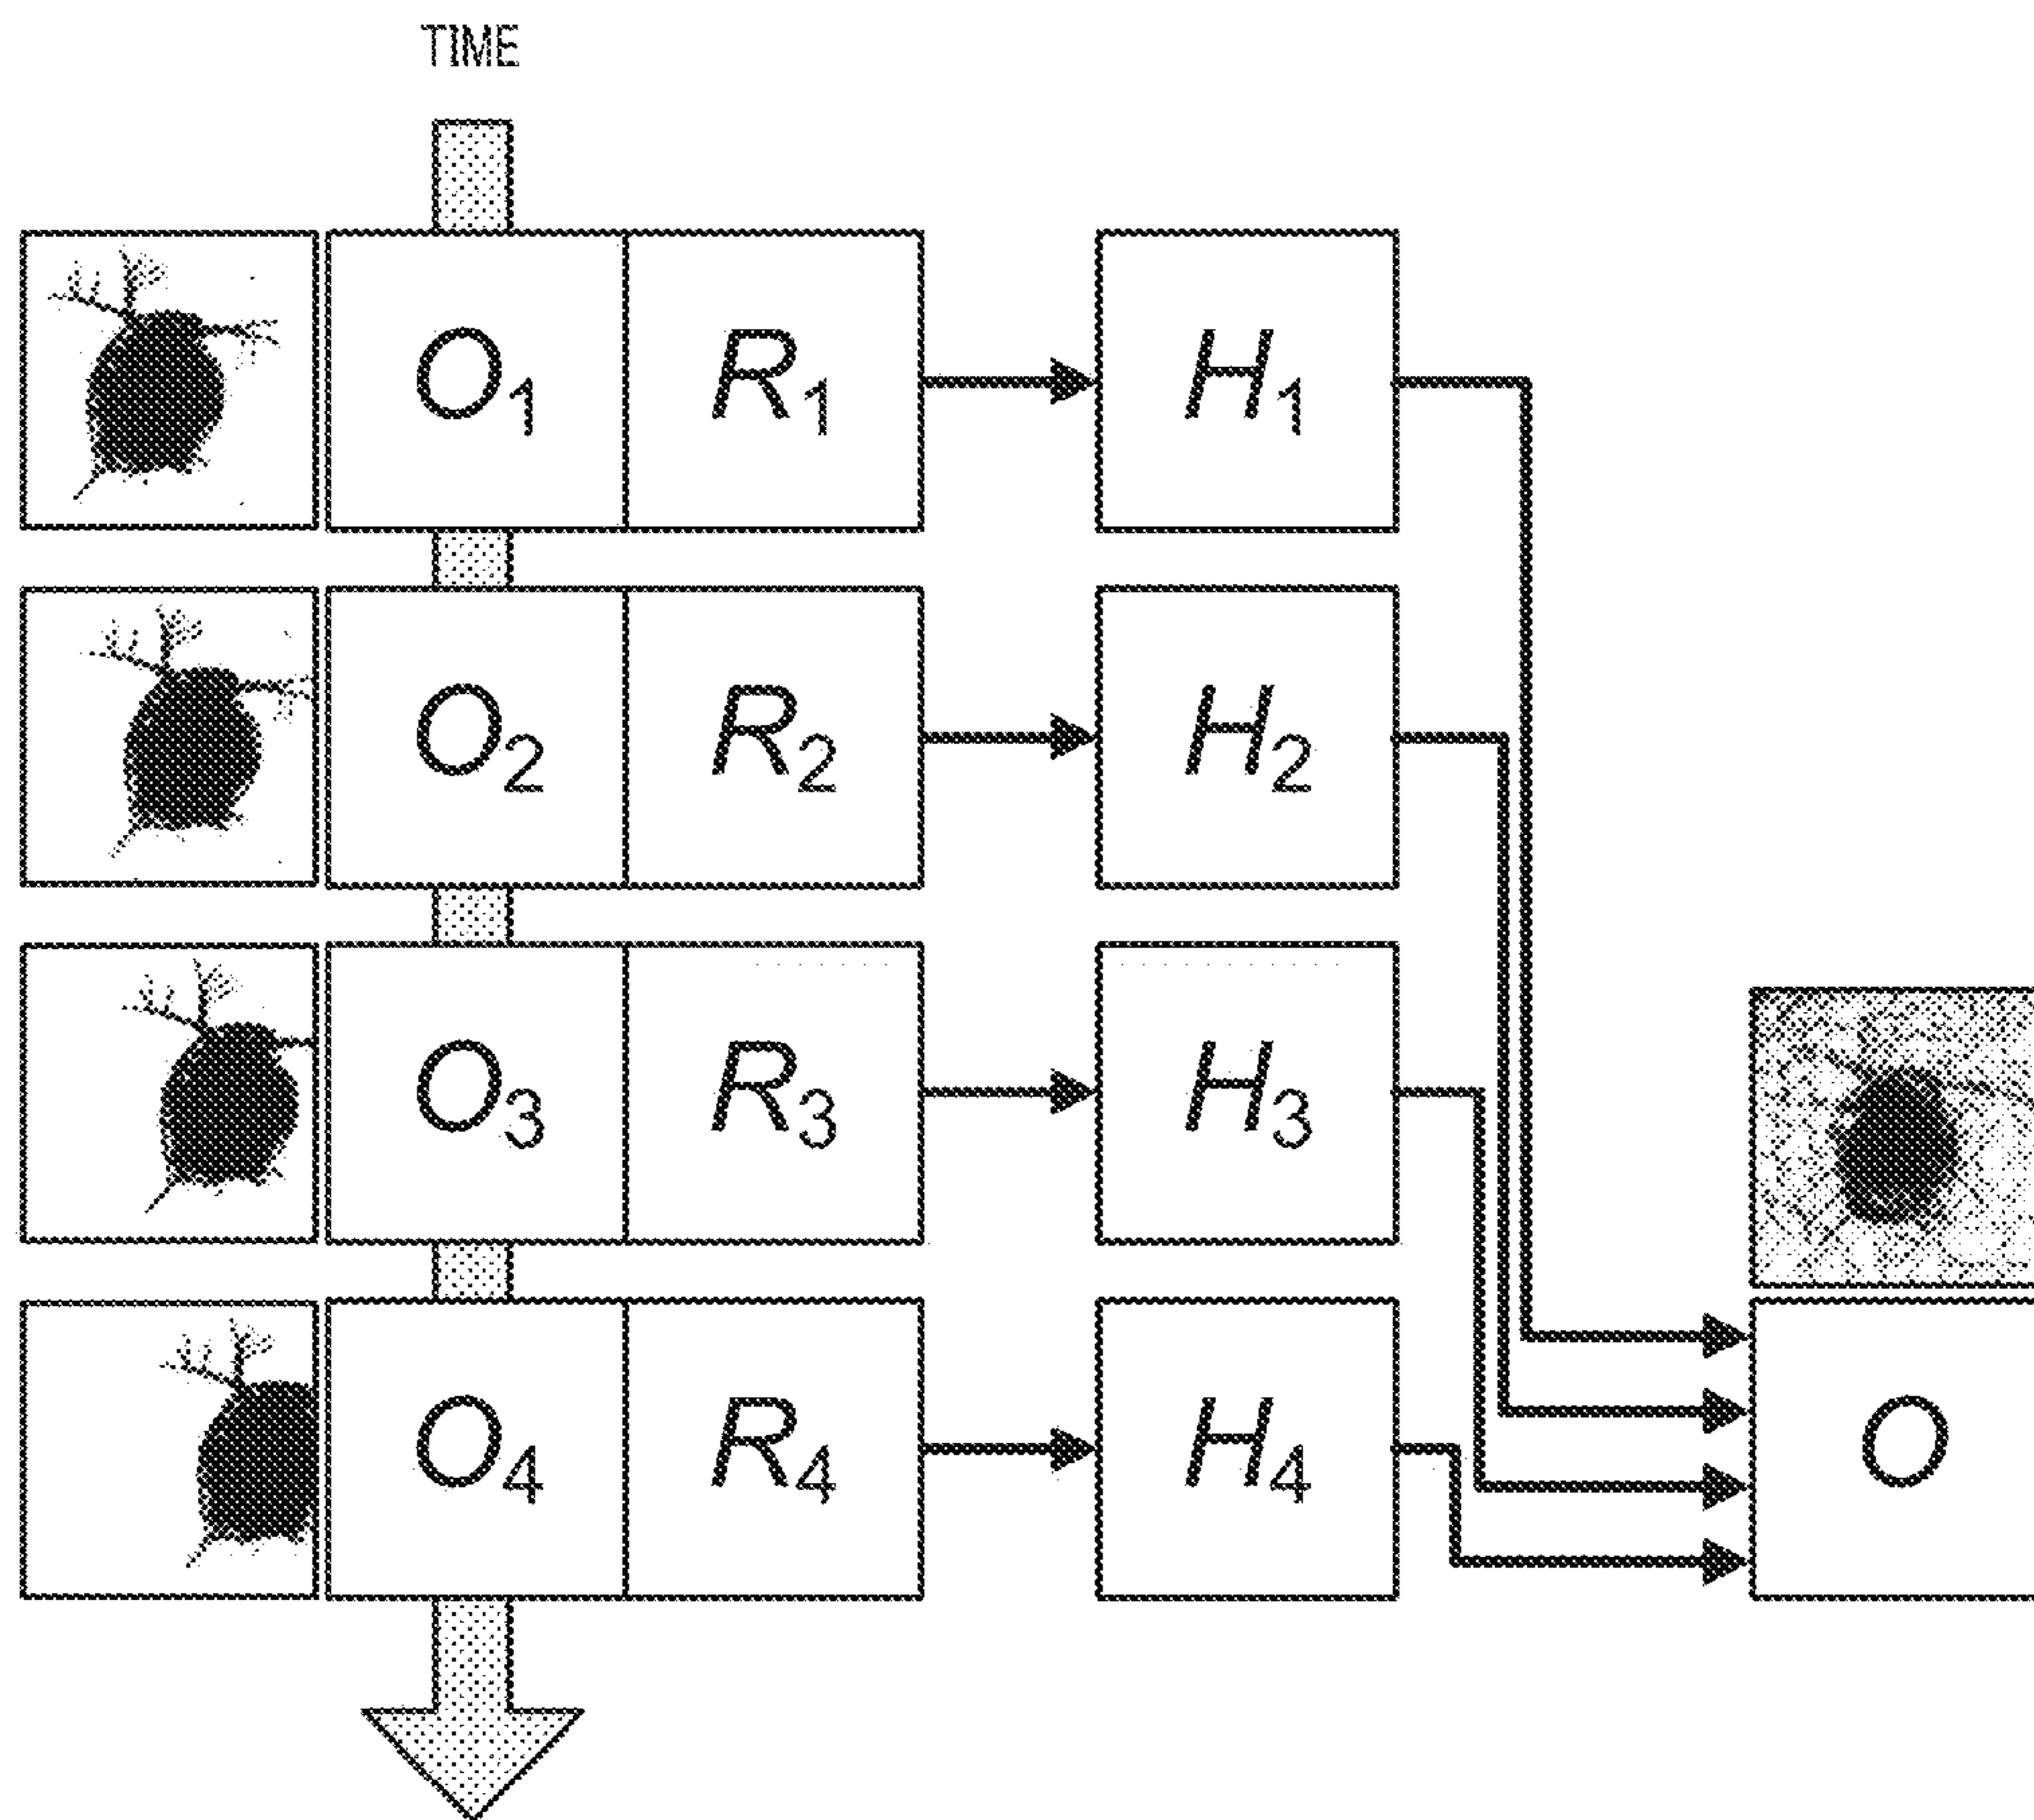 TIME
O₁ R₁ H₁
O₂ R₂ H₂
O₃ R₃ H₃
O₄ R₄ H₄ O